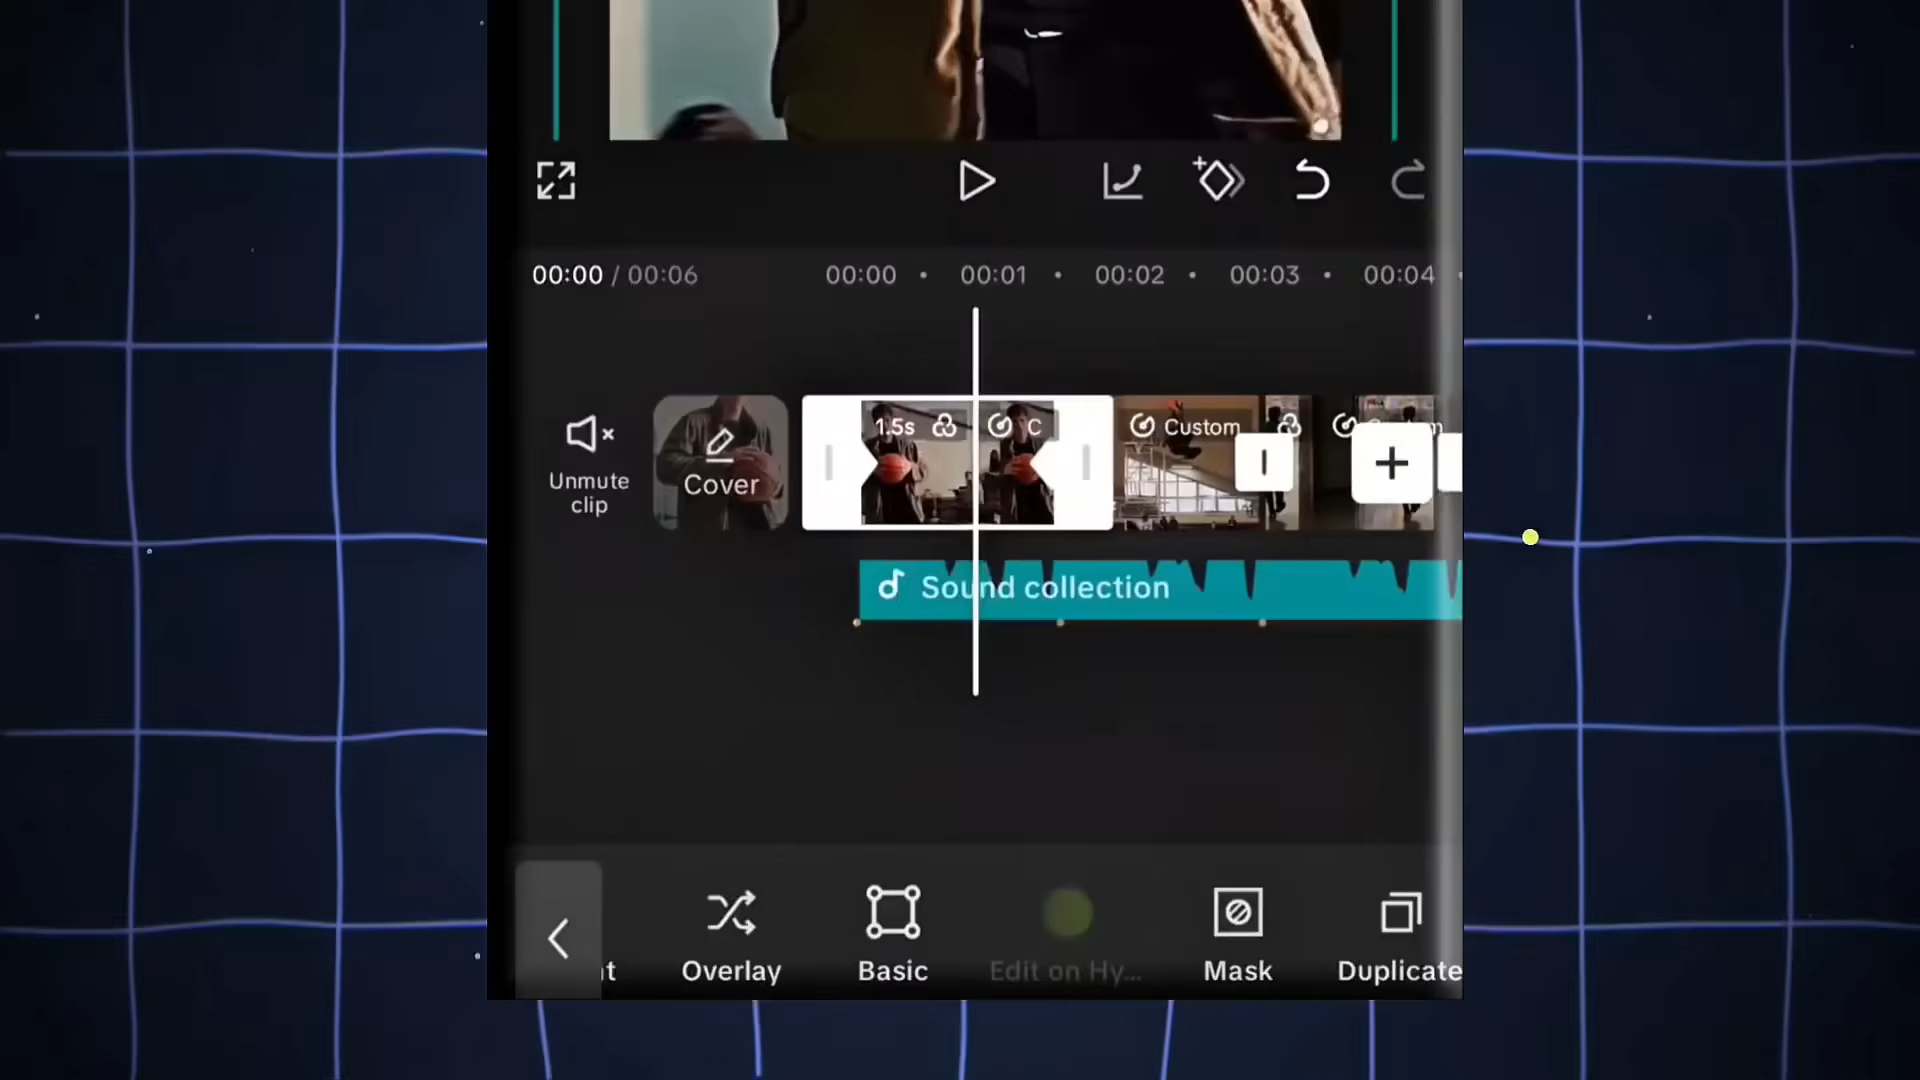 00:00 / 00:06 00:00 00:01 00:02 00:03 00:04
1.5s C Custom
Unmute
clip
Cover
Sound collection
Overlay Basic Edit on Hy... Mask Duplicate